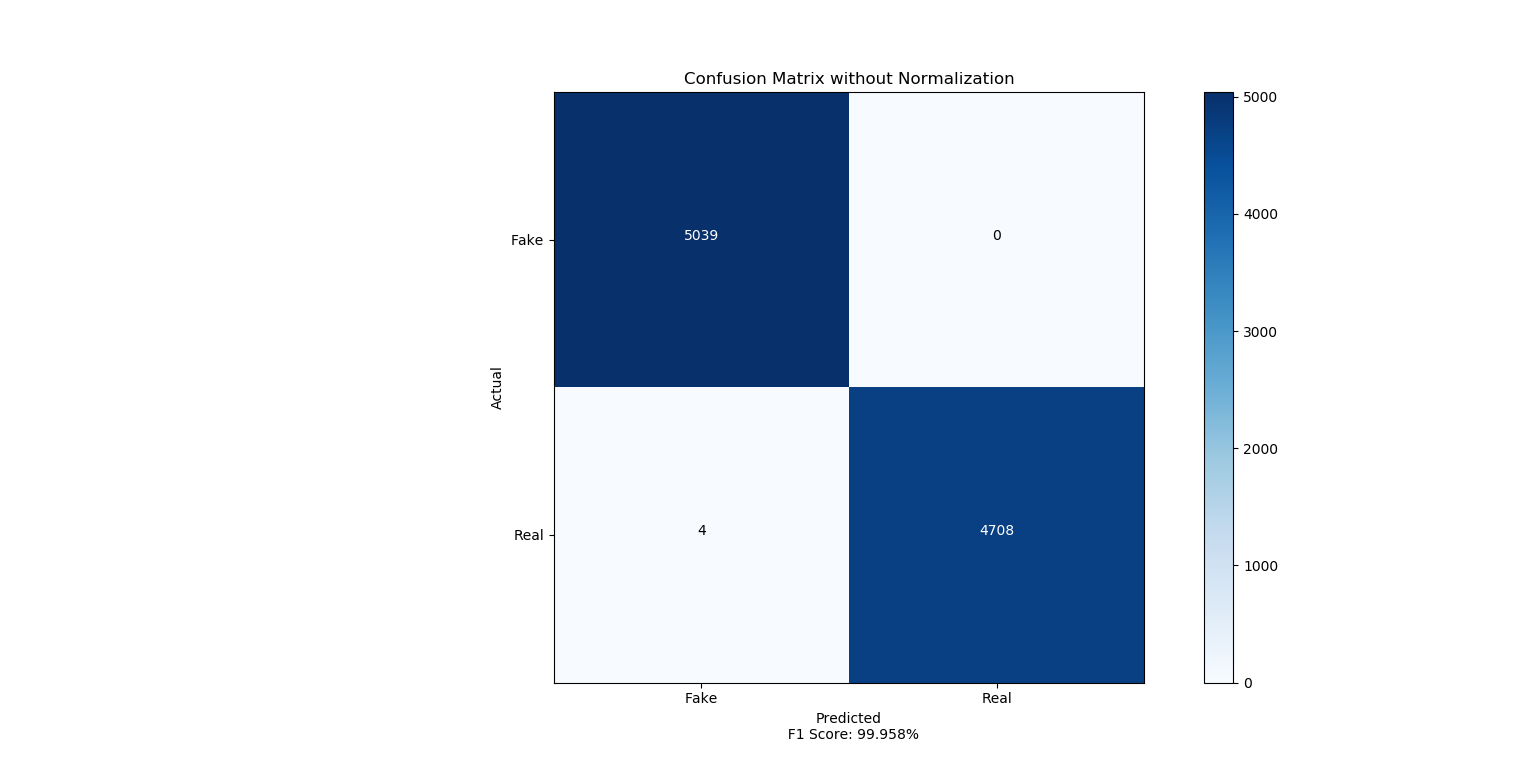 Confusion Matrix without Normalization
5000
5039
0
Fake
4000
3000
Actual
2000
1000
4
4708
Real
0
Fake
Real
Predicted
F1 Score: 99.958%